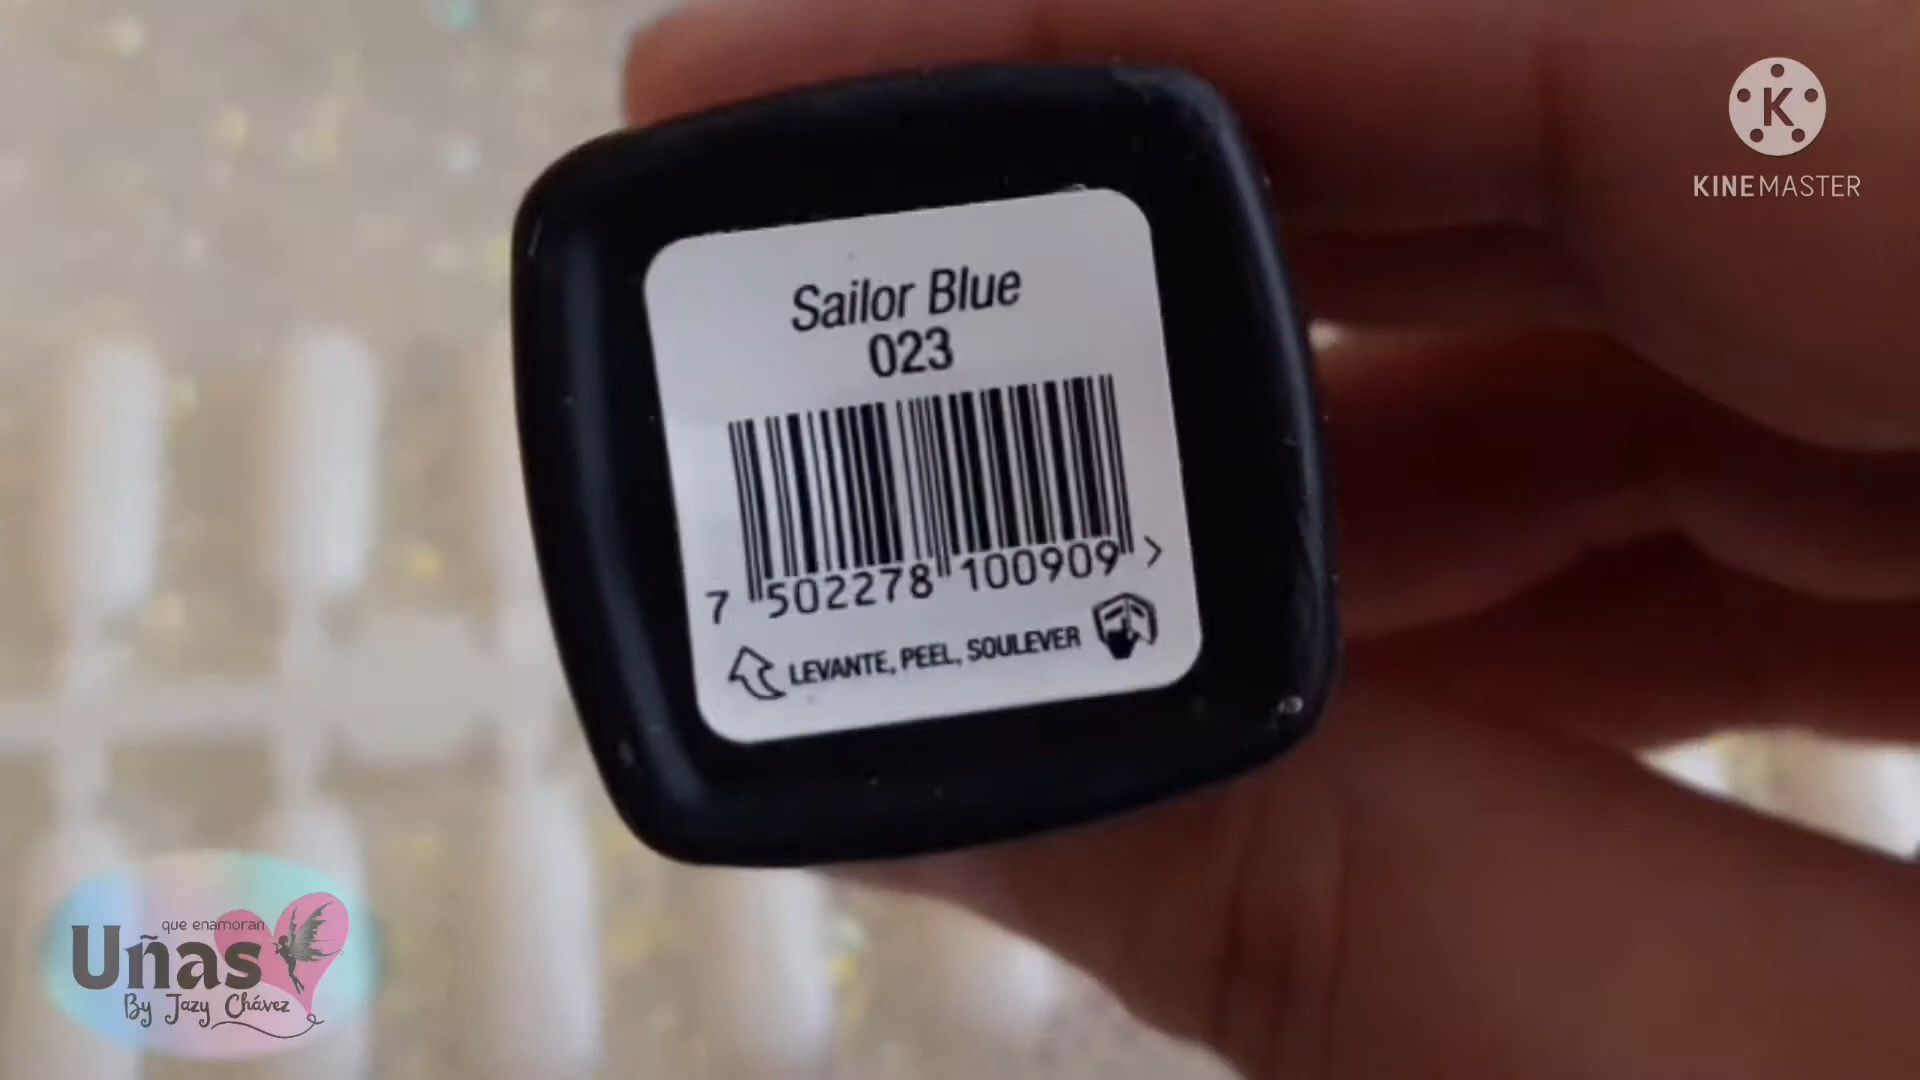 K
KINEMASTER
Sailor Blue
023
7 502278 100909 >
LEVANTE, PEEL, SOULEVER
que enamoran
Uñas
By Jazy Chávez